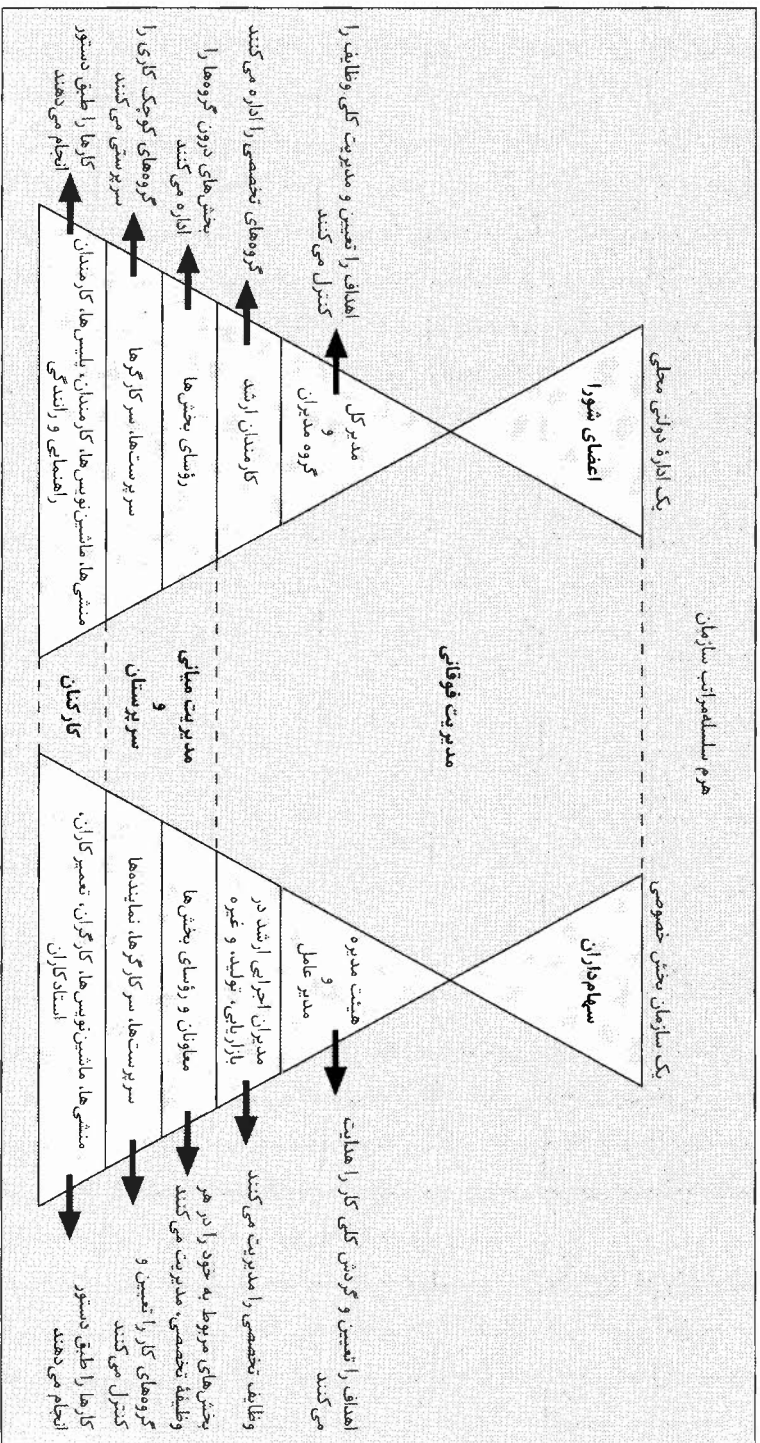 هرم سلسله‌مراتب سازمان
یک سازمان بخش خصوصی
یک ادارهٔ دولتی محلی
سهام‌داران
اعضای شورا
مدیریت فوقانی
هیئت مدیره
و
مدیر عامل
اهداف را تعیین و گردش کلی کار را هدایت
می‌کنند
مدیر کل
و
گروه مدیران
اهداف را تعیین و مدیریت کلی وظایف را
کنترل می‌کنند
مدیران اجرایی ارشد در
بازاریابی، تولید، و غیره
وظایف تخصصی را مدیریت می‌کنند
کارمندان ارشد
گروه‌های تخصصی را اداره می‌کنند
مدیریت میانی
و
سرپرستان
معاونان و رؤسای بخش‌ها
بخش‌های مربوط به خود را در هر
وظیفهٔ تخصصی، مدیریت می‌کنند
رؤسای بخش‌ها
بخش‌های درون گروه‌ها را
اداره می‌کنند
سرپرست‌ها، سرکارگرها، نماینده‌ها
گروه‌های کار را تعیین و
کنترل می‌کنند
سرپرست‌ها، سرکارگرها
گروه‌های کوچک کاری را
سرپرستی می‌کنند
کارکنان
منشی‌ها، ماشین‌نویس‌ها، کارگران، تعمیرکاران،
استادکاران
کارها را طبق دستور
انجام می‌دهند
منشی‌ها، ماشین‌نویس‌ها، کارمندان، پلیس‌ها، کارمندان
راهنمایی و رانندگی
کارها را طبق دستور
انجام می‌دهند